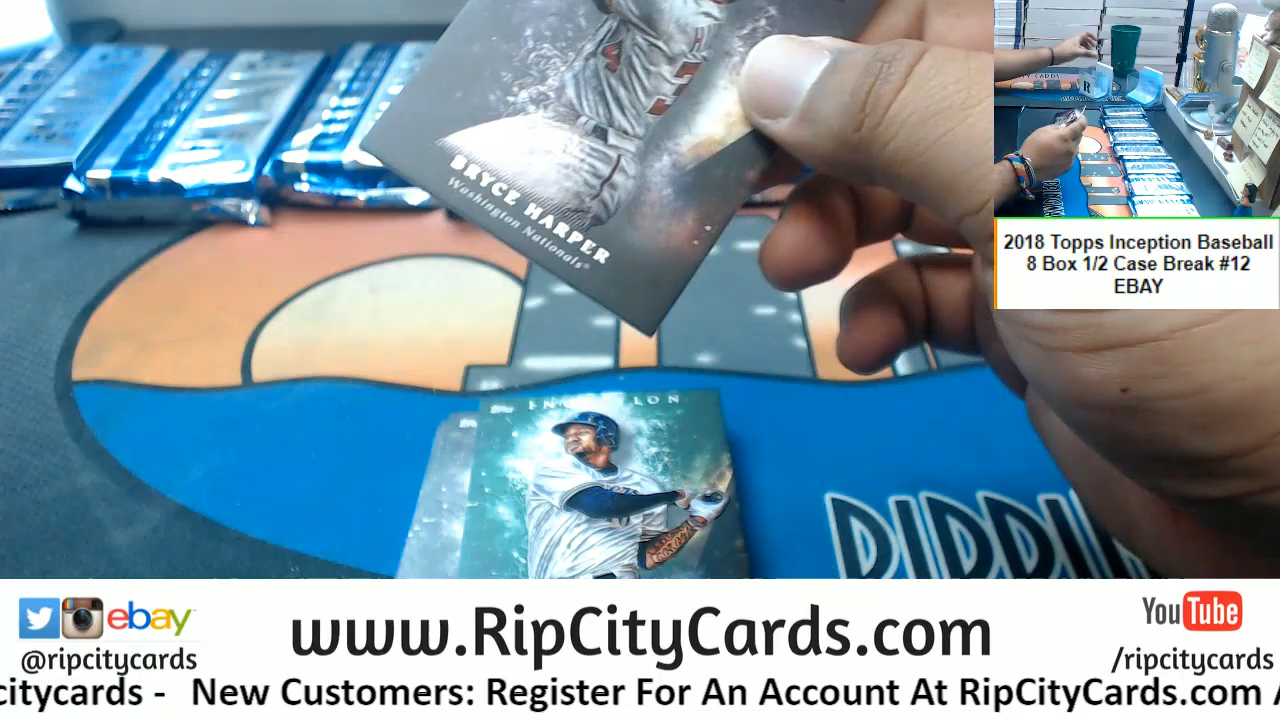 BRYCE HARPER
Washington Nationals®
2018 Topps Inception Baseball
8 Box 1/2 Case Break #12
EBAY
ebay
@ripcitycards
www.RipCityCards.com
YouTube
/ripcitycards
citycards - New Customers: Register For An Account At RipCityCards.com